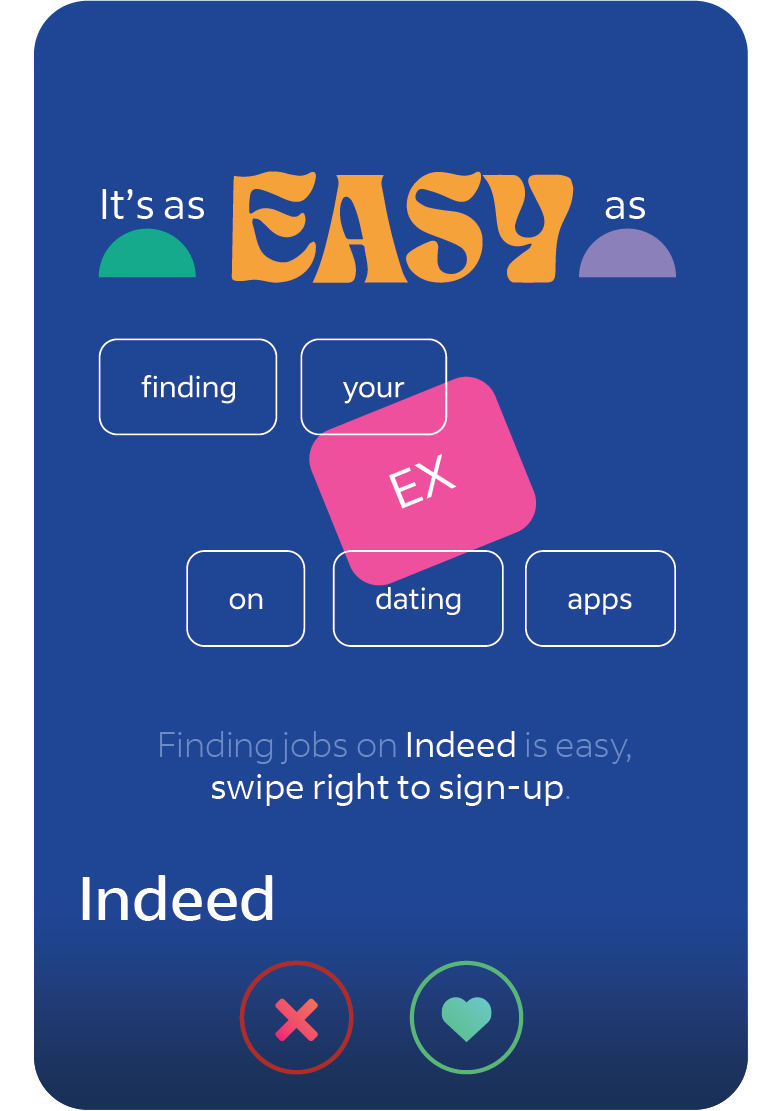 It’s as EASY as
finding your
EX
on dating apps
Finding jobs on Indeed is easy,
swipe right to sign-up.
Indeed